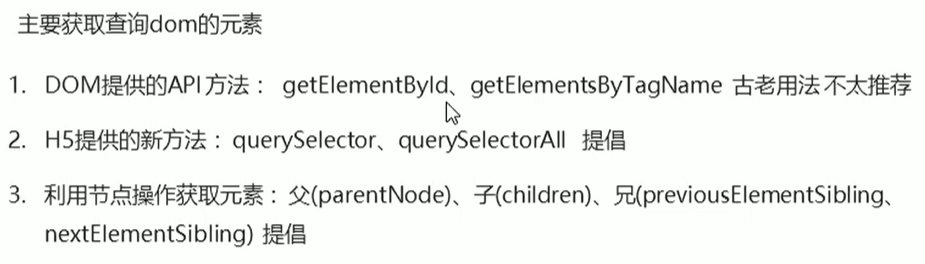 主要获取查询dom的元素
1. DOM提供的API方法： getElementById、getElementsByTagName 古老用法 不太推荐
2. H5提供的新方法：querySelector、querySelectorAll 提倡
3. 利用节点操作获取元素：父(parentNode)、子(children)、兄(previousElementSibling、
nextElementSibling) 提倡